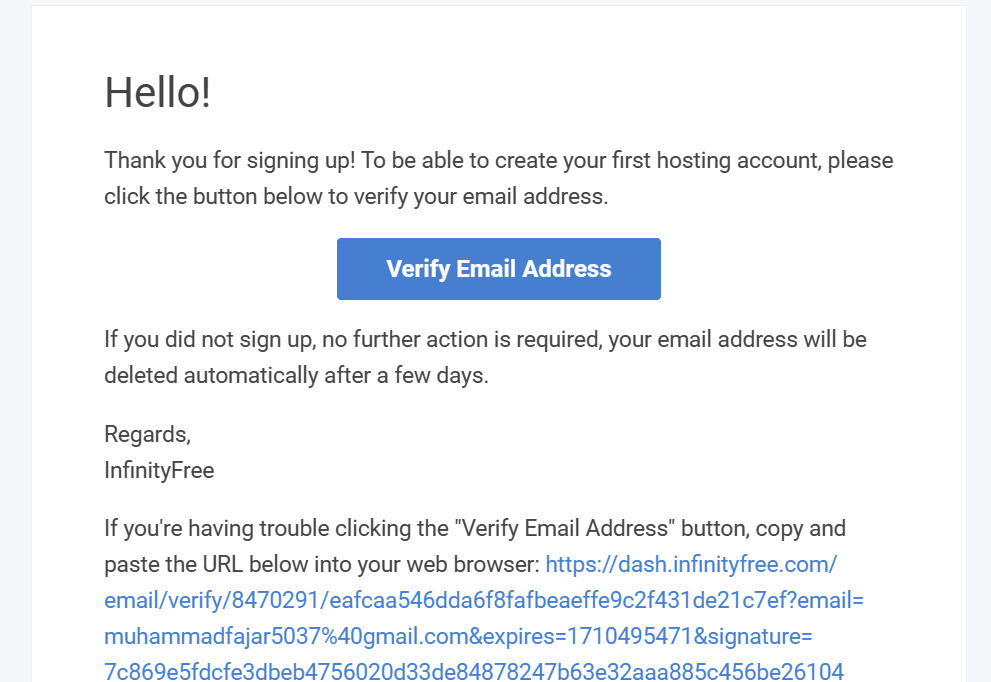 Hello!
Thank you for signing up! To be able to create your first hosting account, please
click the button below to verify your email address.
Verify Email Address
If you did not sign up, no further action is required, your email address will be
deleted automatically after a few days.
Regards,
InfinityFree
If you're having trouble clicking the "Verify Email Address" button, copy and
paste the URL below into your web browser: https://dash.infinityfree.com/
email/verify/8470291/eafcaa546dda6f8fafbeaeffe9c2f431de21c7ef?email=
muhammadfajar5037%40gmail.com&expires=1710495471&signature=
7c869e5fdcfe3dbeb4756020d33de84878247b63e32aaa885c456be26104